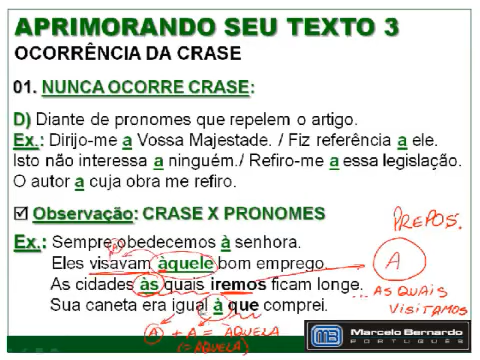 APRIMORANDO SEU TEXTO 3
OCORRÊNCIA DA CRASE
01. NUNCA OCORRE CRASE:
D) Diante de pronomes que repelem o artigo.
Ex.: Dirijo-me a Vossa Majestade. / Fiz referência a ele.
Isto não interessa a ninguém./ Refiro-me a essa legislação.
O autor a cuja obra me refiro.
☑ Observação: CRASE X PRONOMES
PREPOS.
(A)
Ex.: Sempre obedecemos à senhora.
Eles visavam àquele bom emprego.
A
As cidades às quais iremos ficam longe.
... AS QUAIS
VISITAMOS
Sua caneta era igual à que comprei.
A + A = ÀQUELA
(= AQUELA)
MB Marcelo Bernardo
PORTUGUÊS